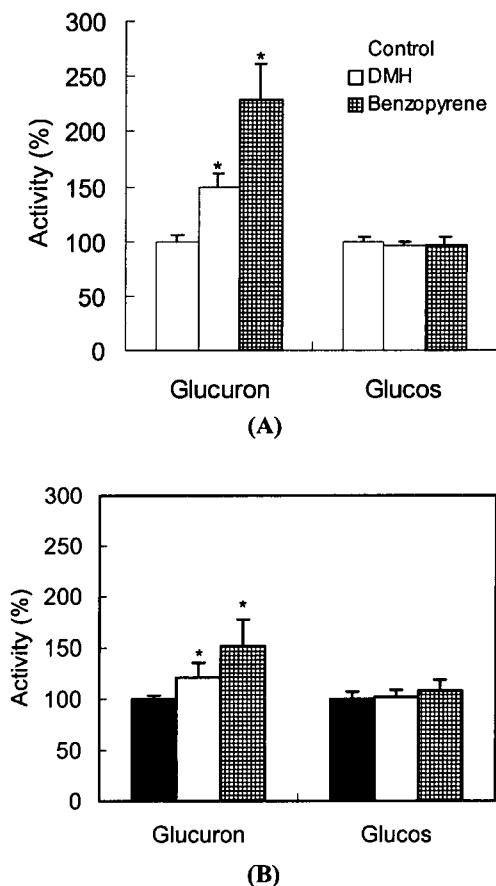 300
250
200
150
100
50
0
Activity (%)
Control
DMH
Benzopyrene
*
*
Glucuron
Glucos
(A)
300
250
200
150
100
50
0
Activity (%)
*
*
Glucuron
Glucos
(B)